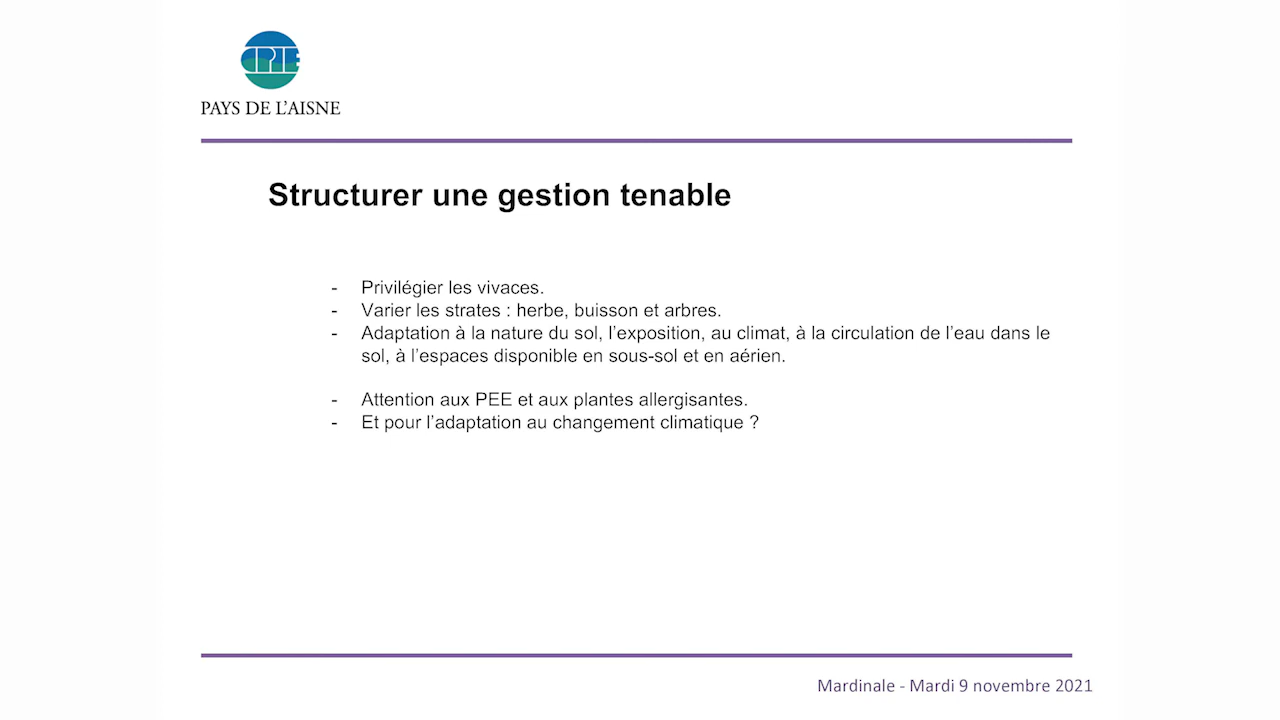 CPIE
PAYS DE L’AISNE
Structurer une gestion tenable
- Privilégier les vivaces.
- Varier les strates : herbe, buisson et arbres.
- Adaptation à la nature du sol, l’exposition, au climat, à la circulation de l’eau dans le
sol, à l’espaces disponible en sous-sol et en aérien.
- Attention aux PEE et aux plantes allergisantes.
- Et pour l’adaptation au changement climatique ?
Mardinale - Mardi 9 novembre 2021